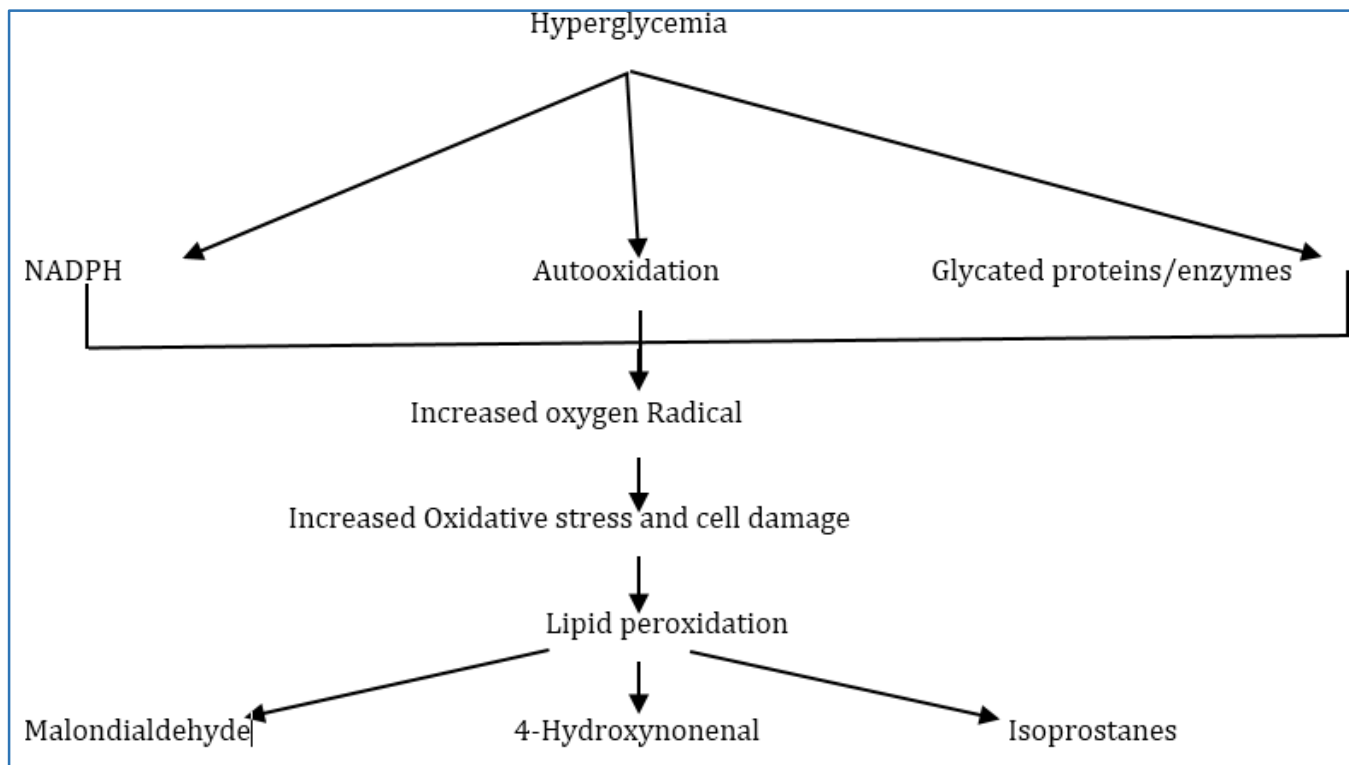 Hyperglycemia
NADPH Autooxidation Glycated proteins/enzymes
Increased oxygen Radical
Increased Oxidative stress and cell damage
Lipid peroxidation
Malondialdehyde 4-Hydroxynonenal Isoprostanes